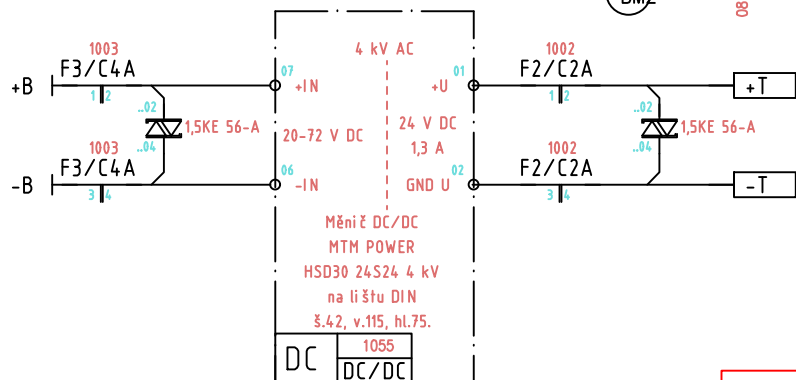 08
1003
F3/C4A
+B
1 2
..02
1,5KE 56-A
..04
1003
F3/C4A
-B
3 4
4 kV AC
07
+IN
01
+U
20-72 V DC
24 V DC
1,3 A
06
-IN
02
GND U
Měnič DC/DC
MTM POWER
HSD30 24S24 4 kV
na lištu DIN
š.42, v.115, hl.75.
DC
1055
DC/DC
1002
F2/C2A
1 2
+T
..02
1,5KE 56-A
..04
1002
F2/C2A
3 4
-T